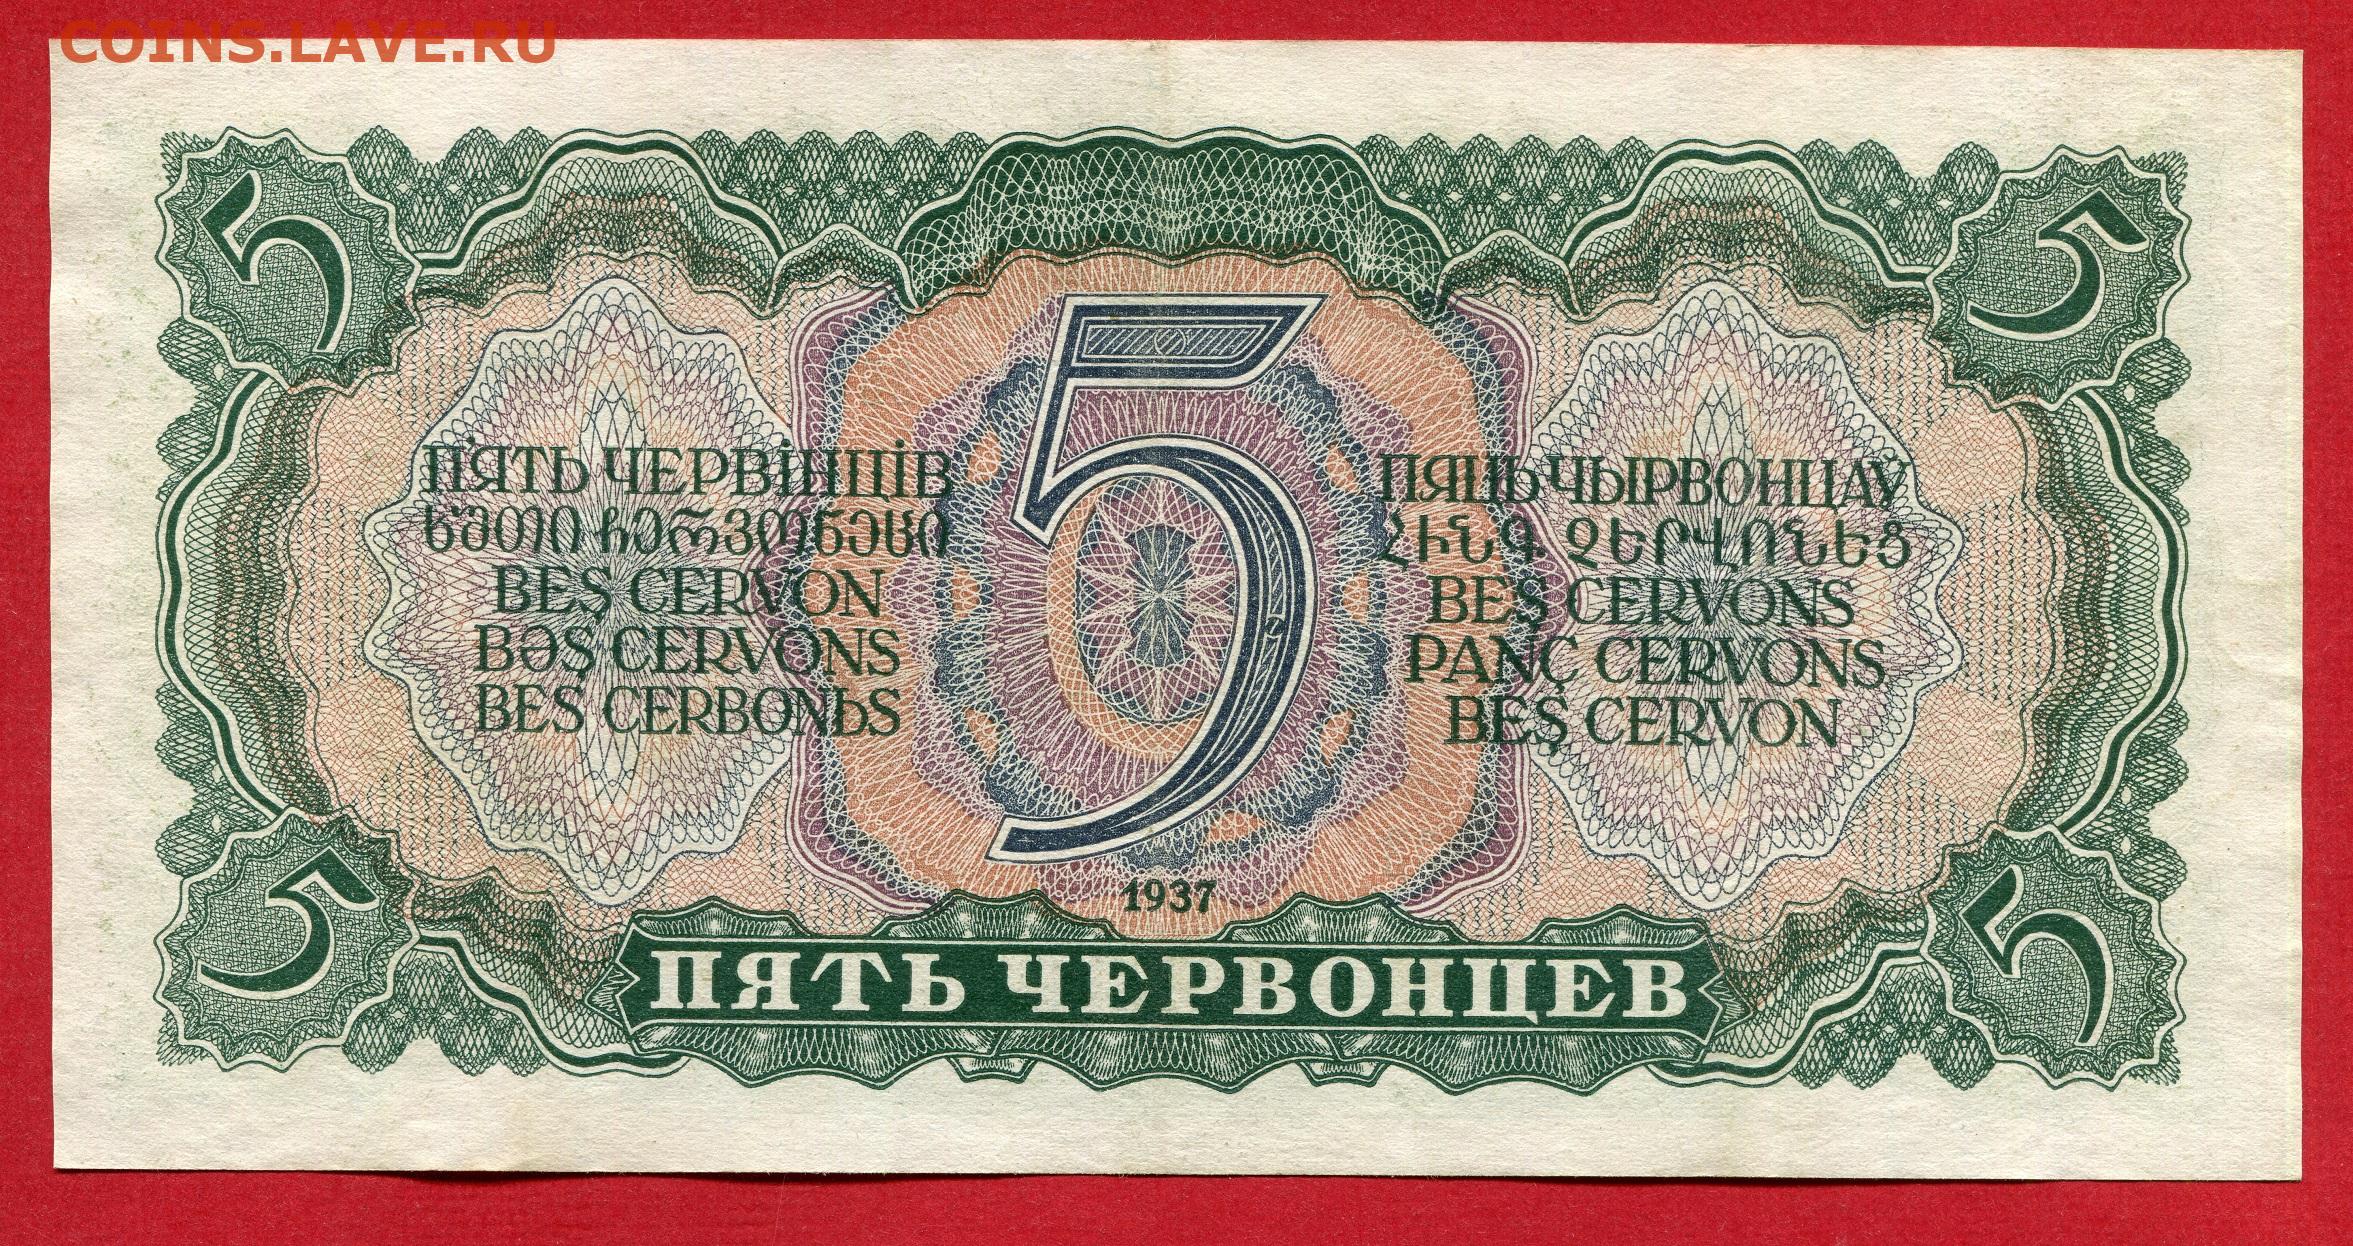 COINS.LAVE.RU
5
5
5
П'ЯТЬ ЧЕРВІНЦІВ
ხუთი ჩერვონეცი
BEŞ CERVON
BƏŞ CERVONS
BES CERBONЬS
ПЯЦЬ ЧЫРВОНЦАЎ
ՀԻՆԳ ՉԵՐՎՈՆԵՑ
BEŞ CERVONS
PANÇ CERVONS
BEŞ CERVON
1937
5
ПЯТЬ ЧЕРВОНЦЕВ
5